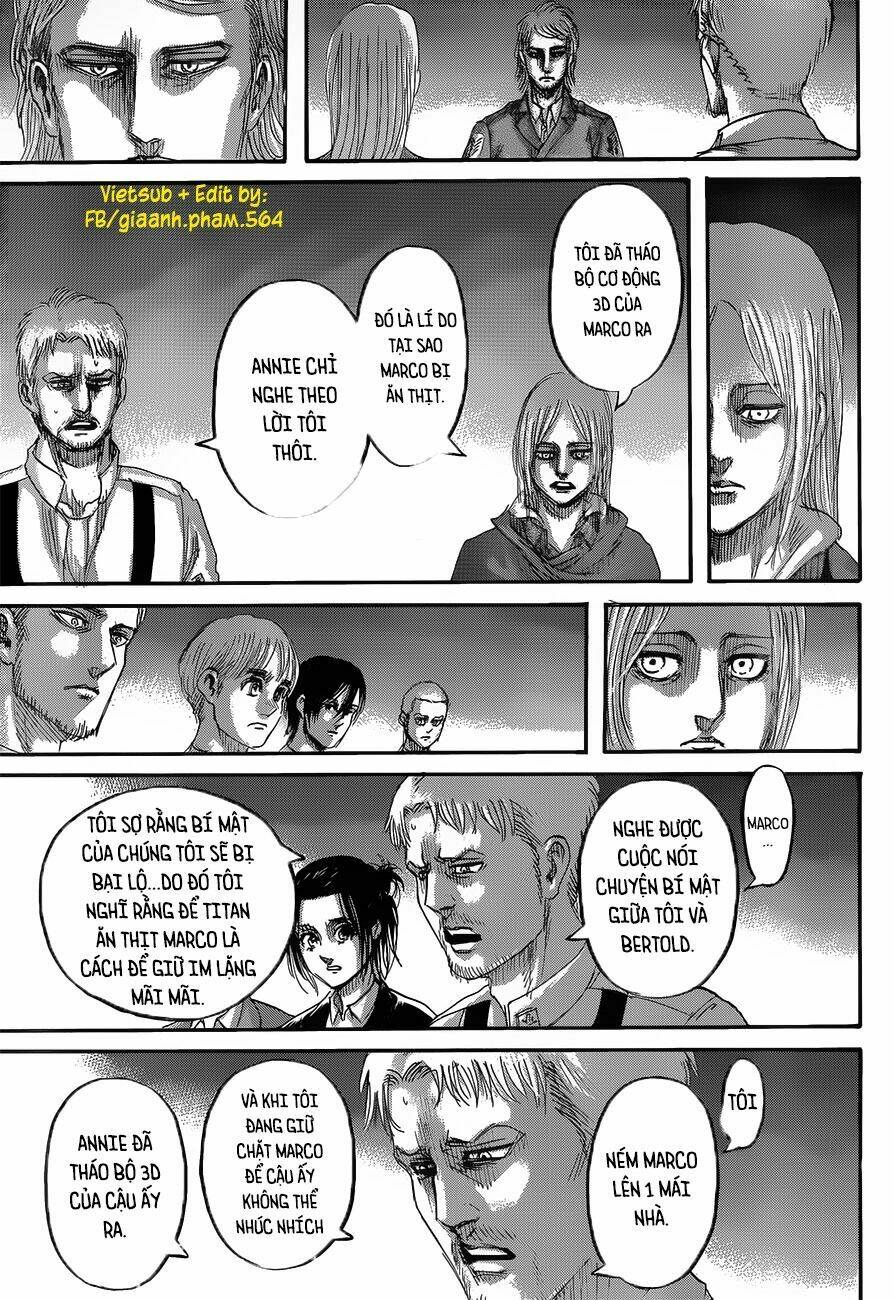 Vietsub + Edit by:
FB/giaanh.pham.564
TÔI ĐÃ THÁO
BỘ CƠ ĐỘNG
3D CỦA
MARCO RA
ĐÓ LÀ LÍ DO
TẠI SAO
MARCO BỊ
ĂN THỊT.
ANNIE CHỈ
NGHE THEO
LỜI TÔI
THÔI.
MARCO
...
NGHE ĐƯỢC
CUỘC NÓI
CHUYỆN BÍ MẬT
GIỮA TÔI VÀ
BERTOLD.
TÔI SỢ RẰNG BÍ MẬT
CỦA CHÚNG TÔI SẼ BỊ
BẠI LỘ...DO ĐÓ TÔI
NGHĨ RẰNG ĐỂ TITAN
ĂN THỊT MARCO LÀ
CÁCH ĐỂ GIỮ IM LẶNG
MÃI MÃI.
TÔI
NÉM MARCO
LÊN 1 MÁI
NHÀ.
VÀ KHI TÔI
ĐANG GIỮ
CHẶT MARCO
ĐỂ CẬU ẤY
KHÔNG THỂ
NHÚC NHÍCH
ANNIE ĐÃ
THÁO BỘ 3D
CỦA CẬU ẤY
RA.